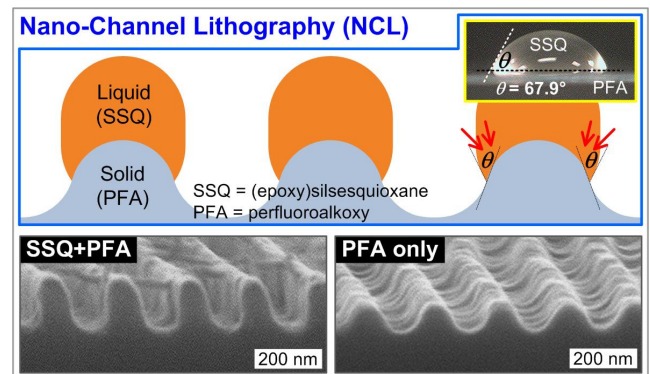 Nano-Channel Lithography (NCL)
SSQ
θ
θ = 67.9°
PFA
Liquid
(SSQ)
Solid
(PFA)
θ
θ
SSQ = (epoxy)silsesquioxane
PFA = perfluoroalkoxy
SSQ+PFA
200 nm
PFA only
200 nm